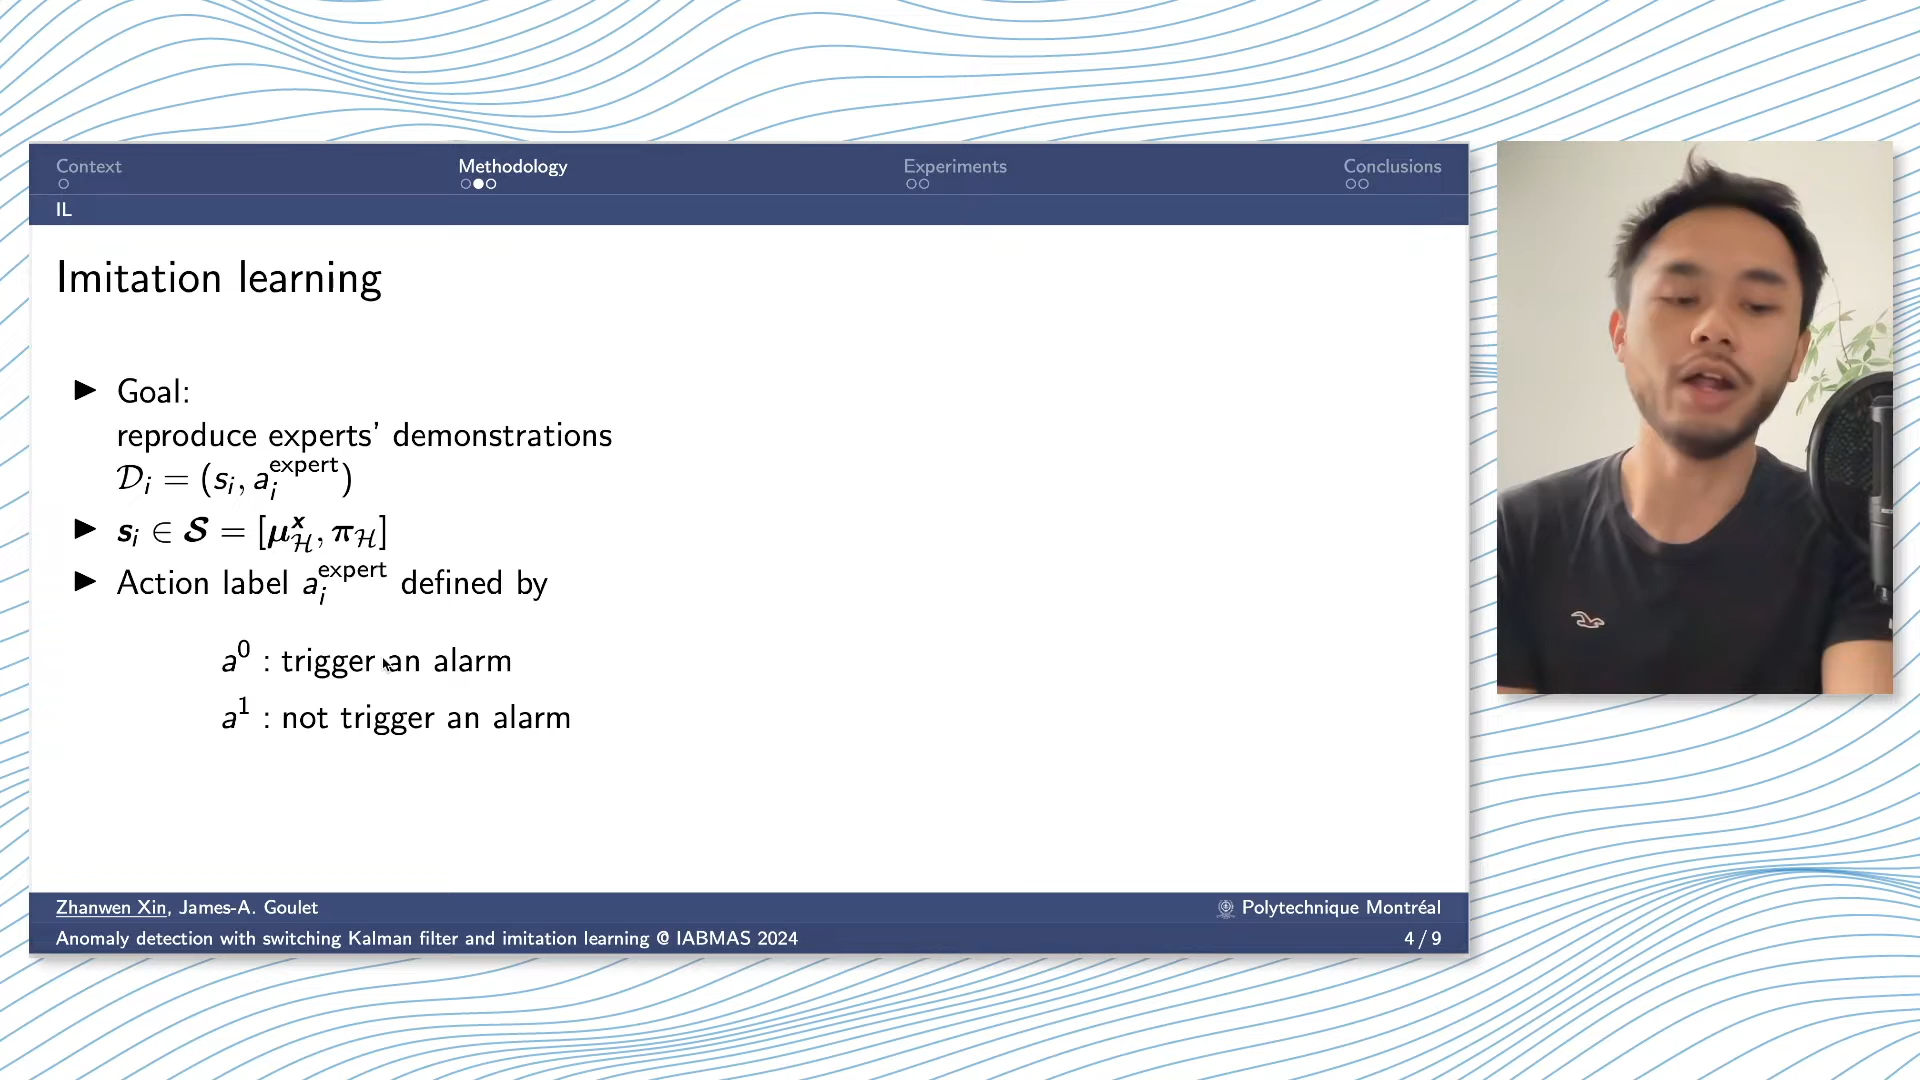 Context
Methodology
Experiments
Conclusions
IL
Imitation learning
Goal:
reproduce experts' demonstrations
𝒟ᵢ = (sᵢ, aᵢ^expert)
sᵢ ∈ 𝓢 = [μ^x_ℋ, π_ℋ]
Action label aᵢ^expert defined by
a⁰ : trigger an alarm
a¹ : not trigger an alarm
Zhanwen Xin, James-A. Goulet
Polytechnique Montréal
Anomaly detection with switching Kalman filter and imitation learning @ IABMAS 2024
4 / 9